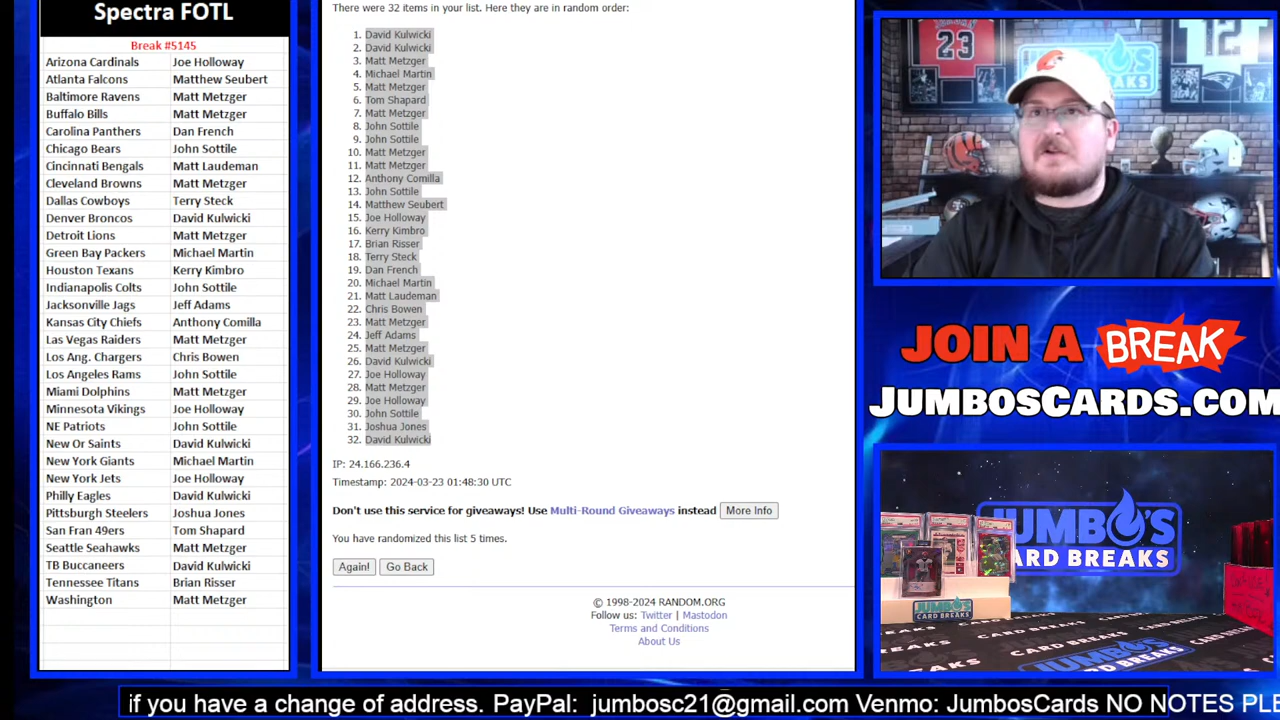 Spectra FOTL
Break #5145
Arizona Cardinals Joe Holloway
Atlanta Falcons Matthew Seubert
Baltimore Ravens Matt Metzger
Buffalo Bills Matt Metzger
Carolina Panthers Dan French
Chicago Bears John Sottile
Cincinnati Bengals Matt Laudeman
Cleveland Browns Matt Metzger
Dallas Cowboys Terry Steck
Denver Broncos David Kulwicki
Detroit Lions Matt Metzger
Green Bay Packers Michael Martin
Houston Texans Kerry Kimbro
Indianapolis Colts John Sottile
Jacksonville Jags Jeff Adams
Kansas City Chiefs Anthony Comilla
Las Vegas Raiders Matt Metzger
Los Ang. Chargers Chris Bowen
Los Angeles Rams John Sottile
Miami Dolphins Matt Metzger
Minnesota Vikings Joe Holloway
NE Patriots John Sottile
New Or Saints David Kulwicki
New York Giants Michael Martin
New York Jets Joe Holloway
Philly Eagles David Kulwicki
Pittsburgh Steelers Joshua Jones
San Fran 49ers Tom Shapard
Seattle Seahawks Matt Metzger
TB Buccaneers David Kulwicki
Tennessee Titans Brian Risser
Washington Matt Metzger
There were 32 items in your list. Here they are in random order:
1. David Kulwicki
2. David Kulwicki
3. Matt Metzger
4. Michael Martin
5. Matt Metzger
6. Tom Shapard
7. Matt Metzger
8. John Sottile
9. John Sottile
10. Matt Metzger
11. Matt Metzger
12. Anthony Comilla
13. John Sottile
14. Matthew Seubert
15. Joe Holloway
16. Kerry Kimbro
17. Brian Risser
18. Terry Steck
19. Dan French
20. Michael Martin
21. Matt Laudeman
22. Chris Bowen
23. Matt Metzger
24. Jeff Adams
25. Matt Metzger
26. David Kulwicki
27. Joe Holloway
28. Matt Metzger
29. Joe Holloway
30. John Sottile
31. Joshua Jones
32. David Kulwicki
IP: 24.166.236.4
Timestamp: 2024-03-23 01:48:30 UTC
Don't use this service for giveaways! Use Multi-Round Giveaways instead More Info
You have randomized this list 5 times.
Again! Go Back
© 1998-2024 RANDOM.ORG
Follow us: Twitter | Mastodon
Terms and Conditions
About Us
23
12
JOIN A BREAK
JUMBOSCARDS.COM
JUMBO'S
CARD BREAKS
JUMBO'S
CARD BREAKS
if you have a change of address. PayPal: jumbosc21@gmail.com Venmo: JumbosCards NO NOTES PLE